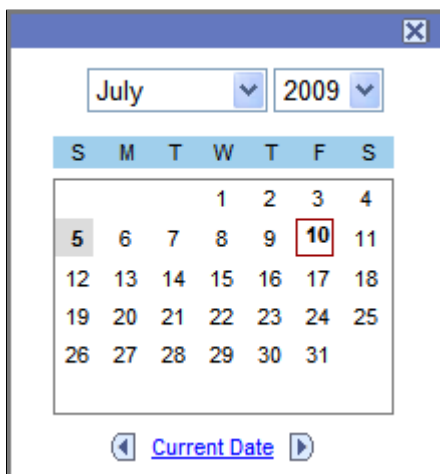 July 2009
S M T W T F S
1 2 3 4
5 6 7 8 9 10 11
12 13 14 15 16 17 18
19 20 21 22 23 24 25
26 27 28 29 30 31
Current Date